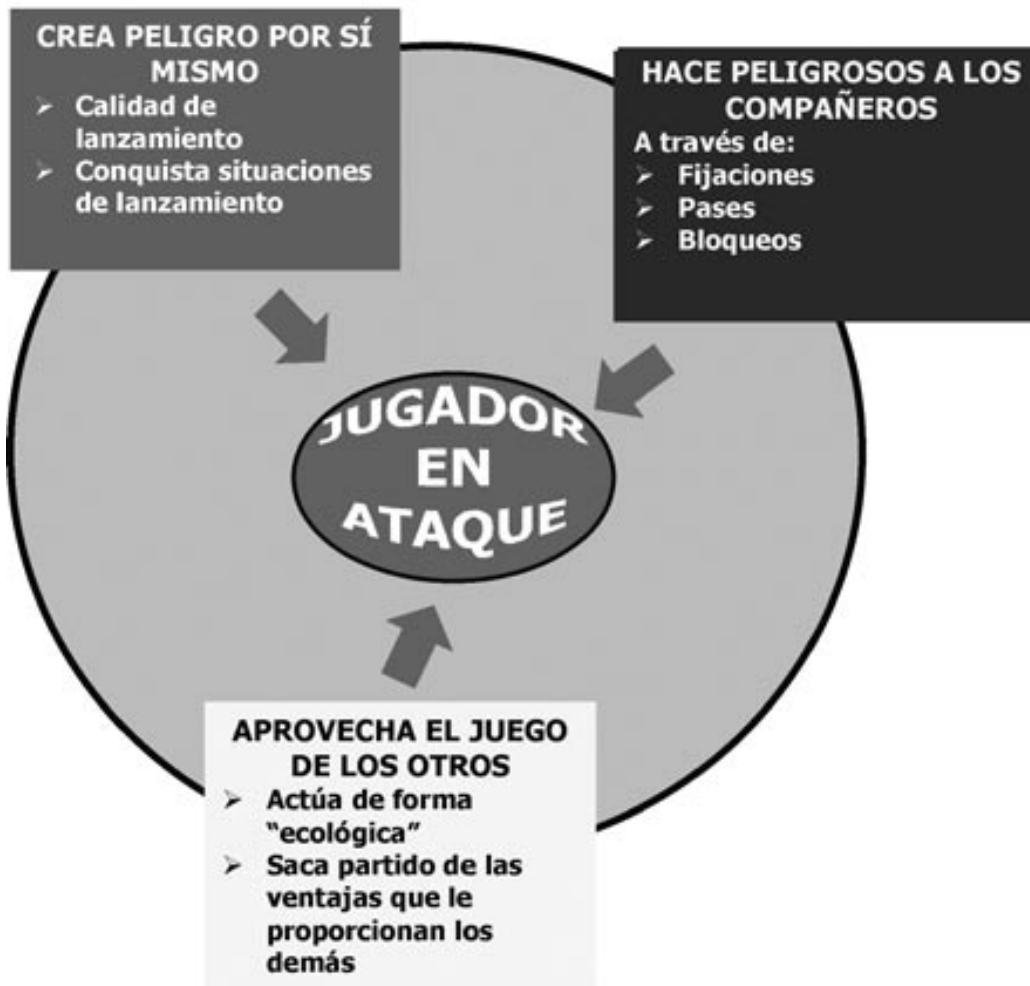 CREA PELIGRO POR SÍ
MISMO
➢ Calidad de
lanzamiento
➢ Conquista situaciones
de lanzamiento
HACE PELIGROSOS A LOS
COMPAÑEROS
A través de:
➢ Fijaciones
➢ Pases
➢ Bloqueos
JUGADOR
EN
ATAQUE
APROVECHA EL JUEGO
DE LOS OTROS
➢ Actúa de forma
“ecológica”
➢ Saca partido de las
ventajas que le
proporcionan los
demás